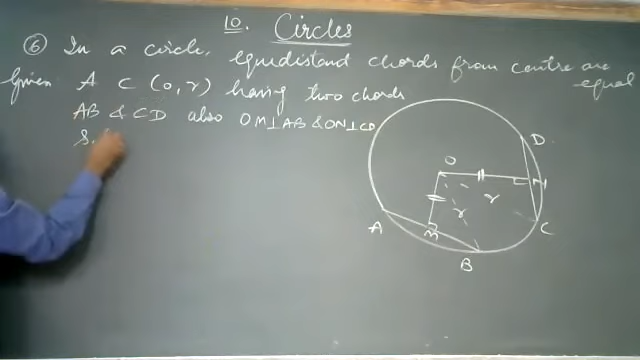 10. Circles
⑥ In a circle, equidistand chords from centre are equal
Given A C (O, r) having two chords
AB & CD also OM⊥AB & ON⊥CD
S.
D
O
N
r
r
C
A
M
B